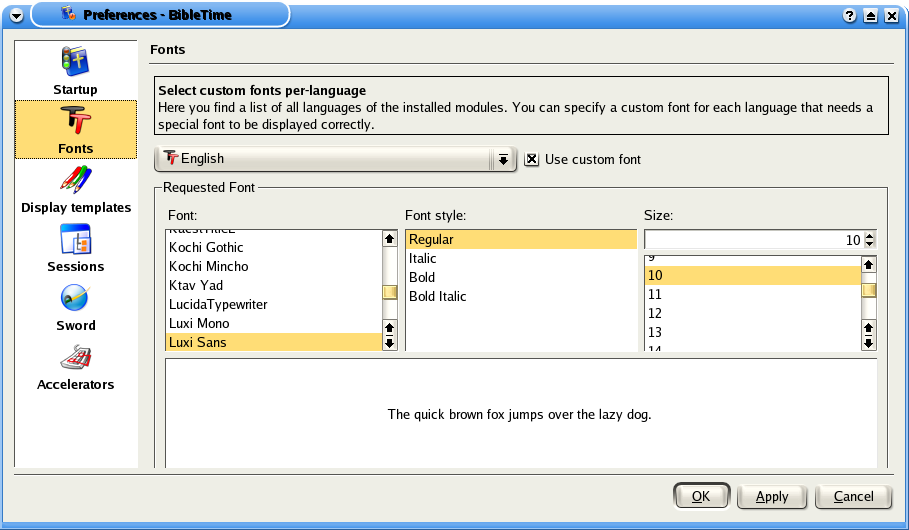 Preferences - BibleTime
Startup
Fonts
Display templates
Sessions
Sword
Accelerators
Fonts
Select custom fonts per-language
Here you find a list of all languages of the installed modules. You can specify a custom font for each language that needs a
special font to be displayed correctly.
English
Use custom font
Requested Font
Font:
Kochi Gothic
Kochi Mincho
Ktav Yad
LucidaTypewriter
Luxi Mono
Luxi Sans
Font style:
Regular
Italic
Bold
Bold Italic
Size:
10
9
10
11
12
13
14
The quick brown fox jumps over the lazy dog.
OK
Apply
Cancel